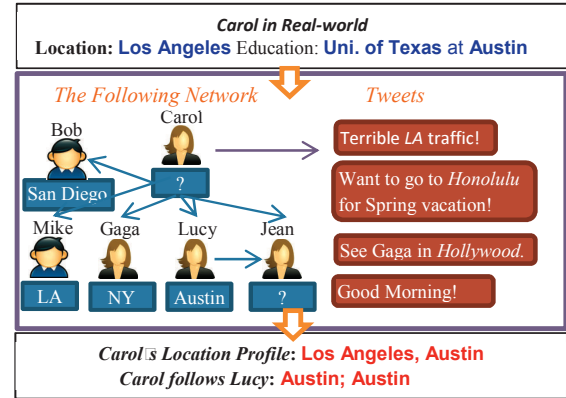 Carol in Real-world
Location: Los Angeles Education: Uni. of Texas at Austin
The Following Network
Tweets
Bob
Carol
San Diego
?
Mike
Gaga
Lucy
Jean
LA
NY
Austin
?
Terrible LA traffic!
Want to go to Honolulu
for Spring vacation!
See Gaga in Hollywood.
Good Morning!
Carol□s Location Profile: Los Angeles, Austin
Carol follows Lucy: Austin; Austin